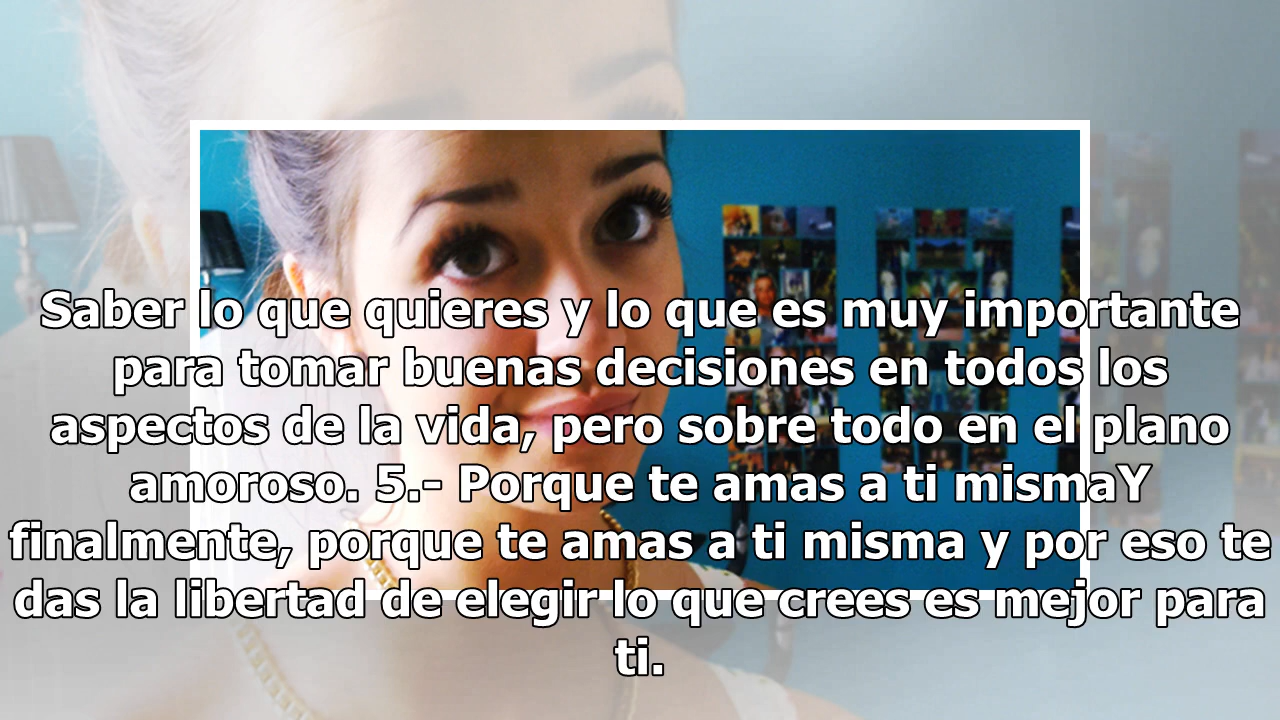 Saber lo que quieres y lo que es muy importante
para tomar buenas decisiones en todos los
aspectos de la vida, pero sobre todo en el plano
amoroso. 5.- Porque te amas a ti mismaY
finalmente, porque te amas a ti misma y por eso te
das la libertad de elegir lo que crees es mejor para
ti.